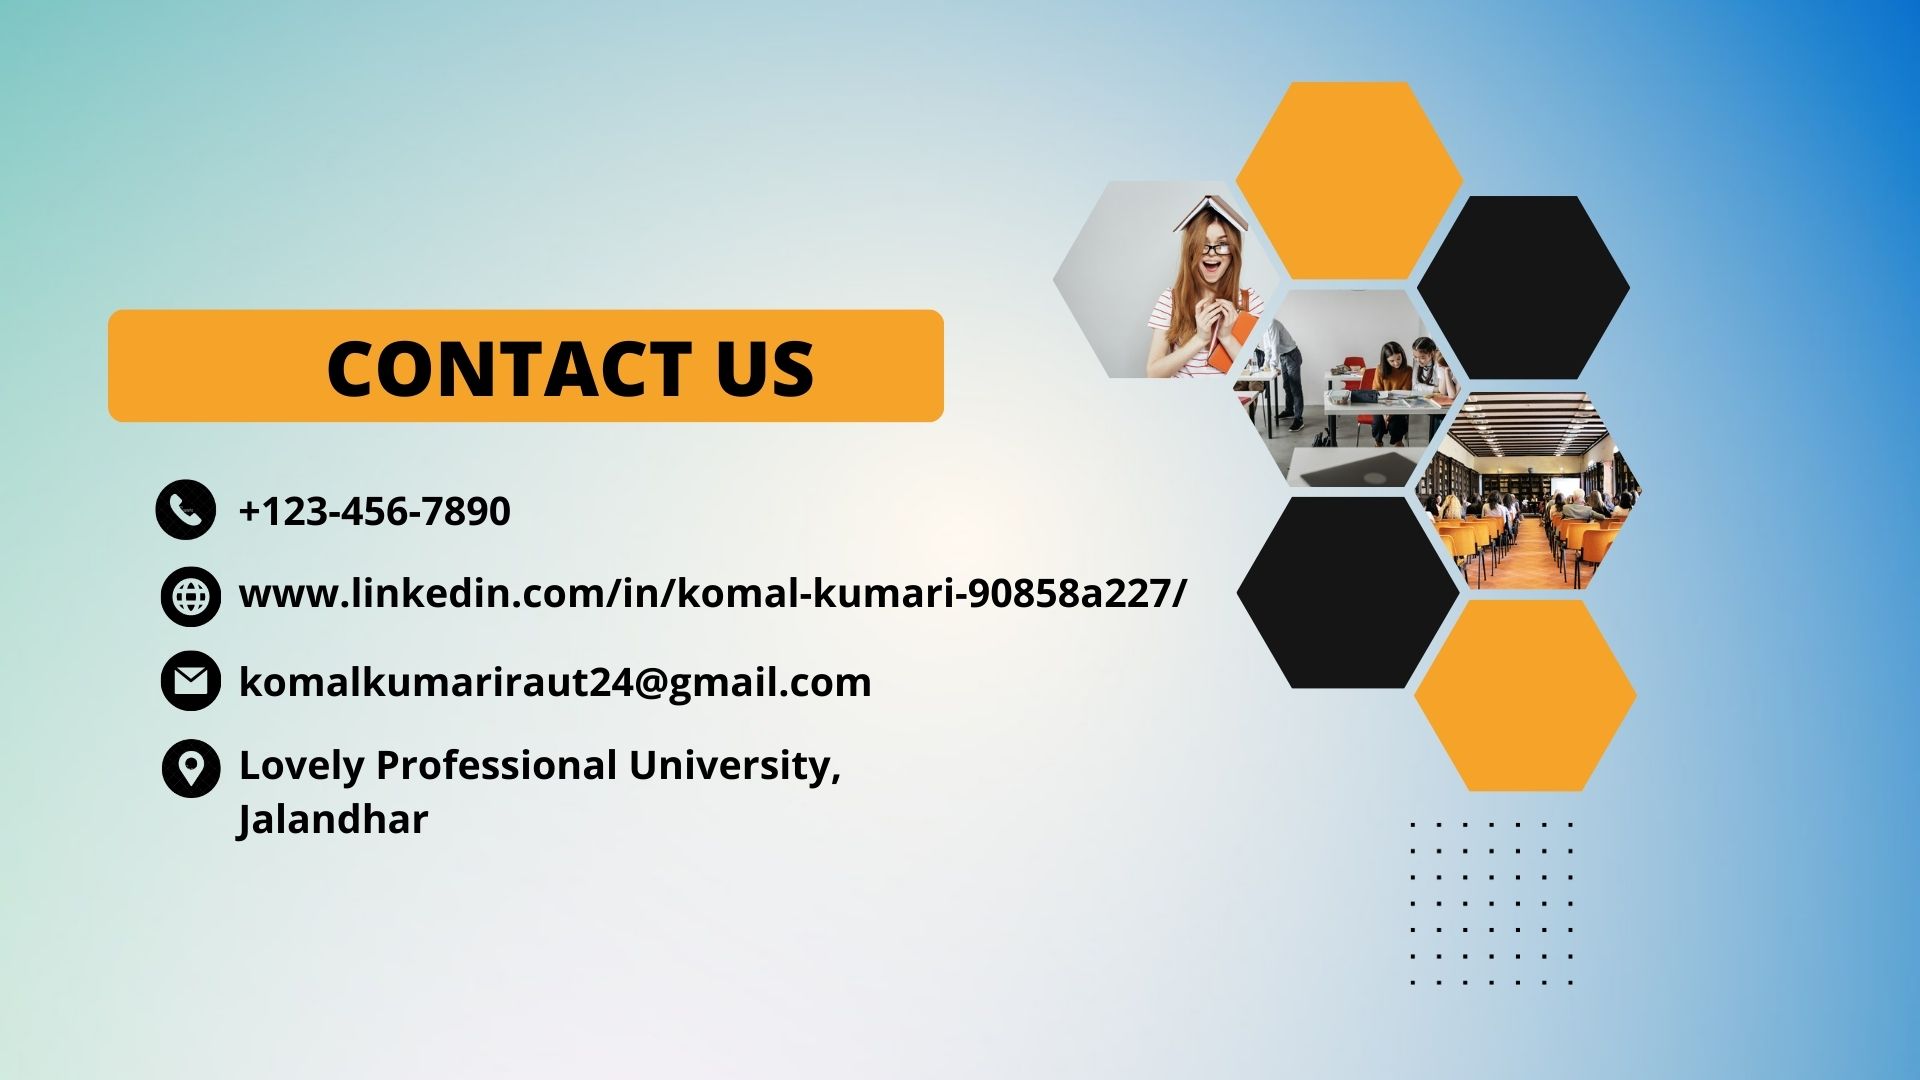 CONTACT US
+123-456-7890
www.linkedin.com/in/komal-kumari-90858a227/
komalkumariraut24@gmail.com
Lovely Professional University,
Jalandhar